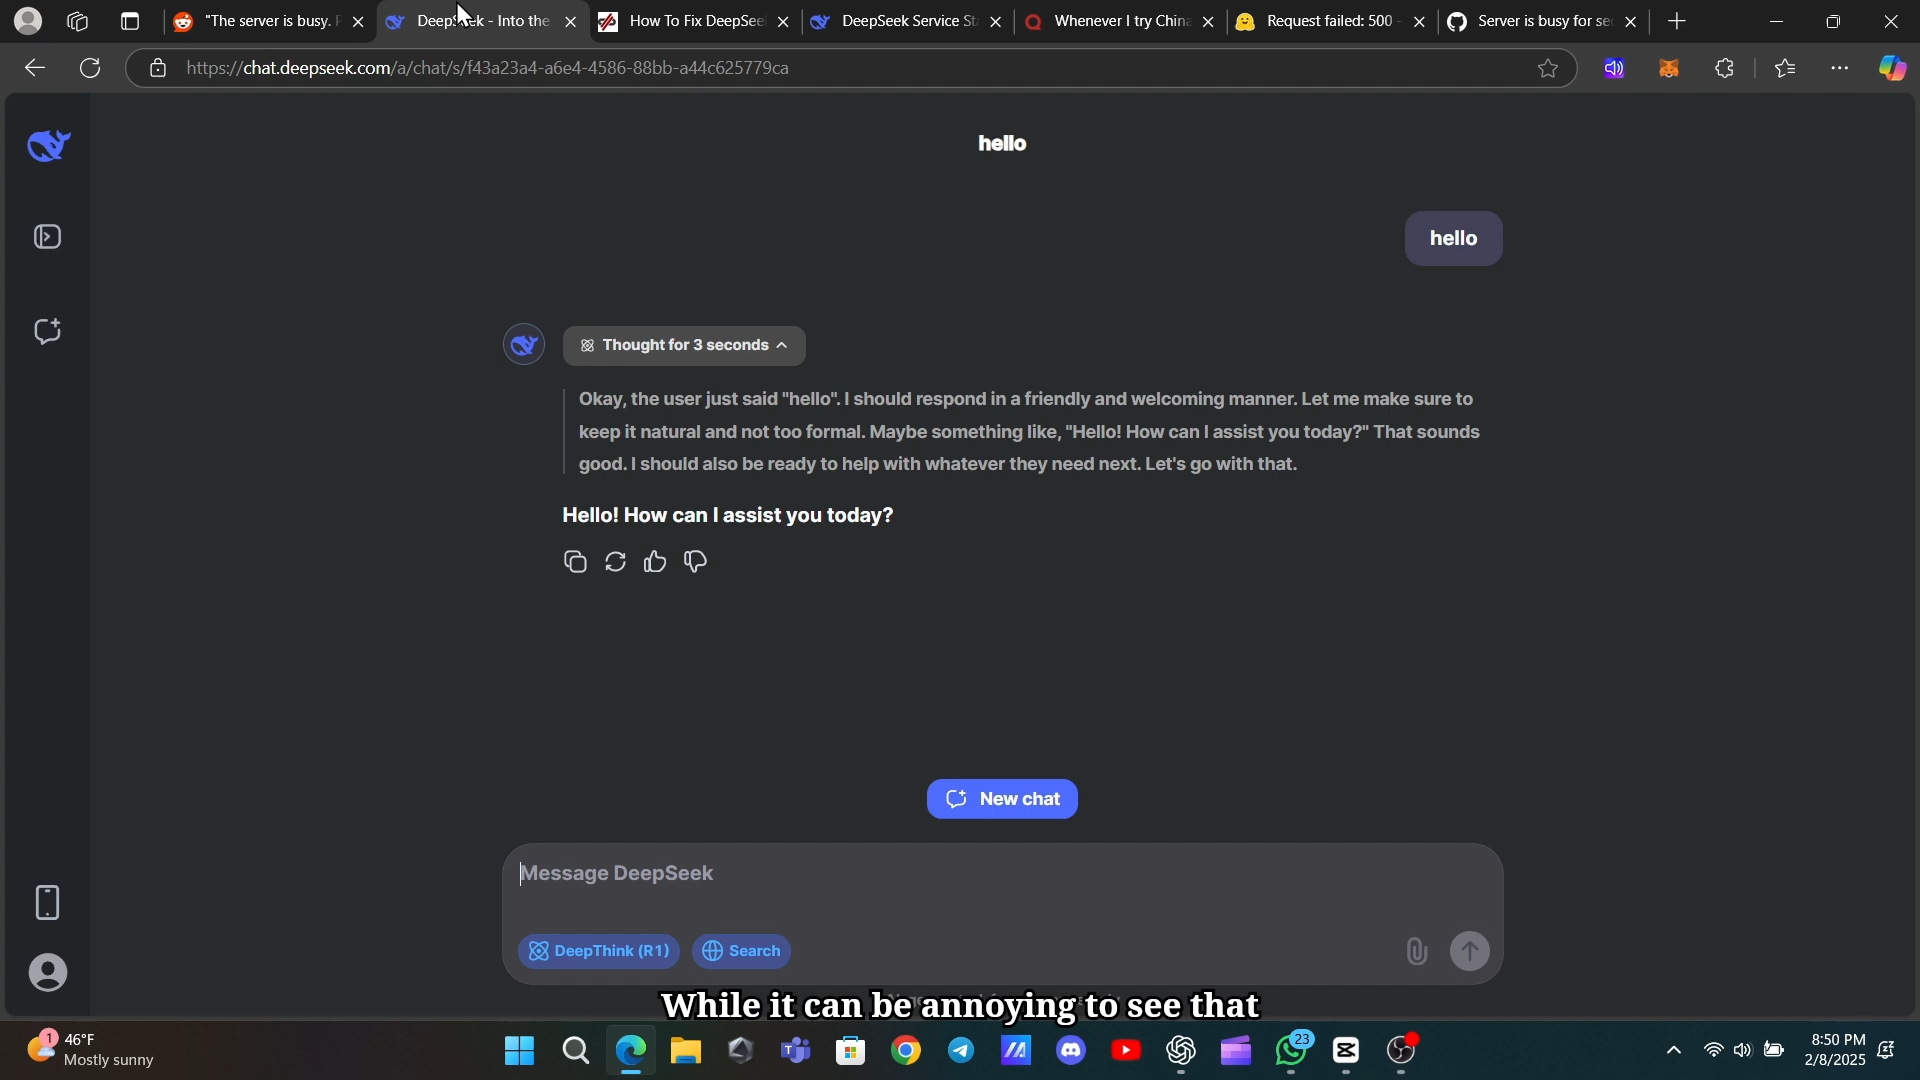 "The server is busy. P
DeepSeek - Into the
How To Fix DeepSee
DeepSeek Service St
Whenever I try China
Request failed: 500 -
Server is busy for se
https://chat.deepseek.com/a/chat/s/f43a23a4-a6e4-4586-88bb-a44c625779ca
hello
hello
Thought for 3 seconds
Okay, the user just said "hello". I should respond in a friendly and welcoming manner. Let me make sure to
keep it natural and not too formal. Maybe something like, "Hello! How can I assist you today?" That sounds
good. I should also be ready to help with whatever they need next. Let's go with that.
Hello! How can I assist you today?
New chat
Message DeepSeek
DeepThink (R1)
Search
While it can be annoying to see that
1
46°F
Mostly sunny
23
8:50 PM
2/8/2025